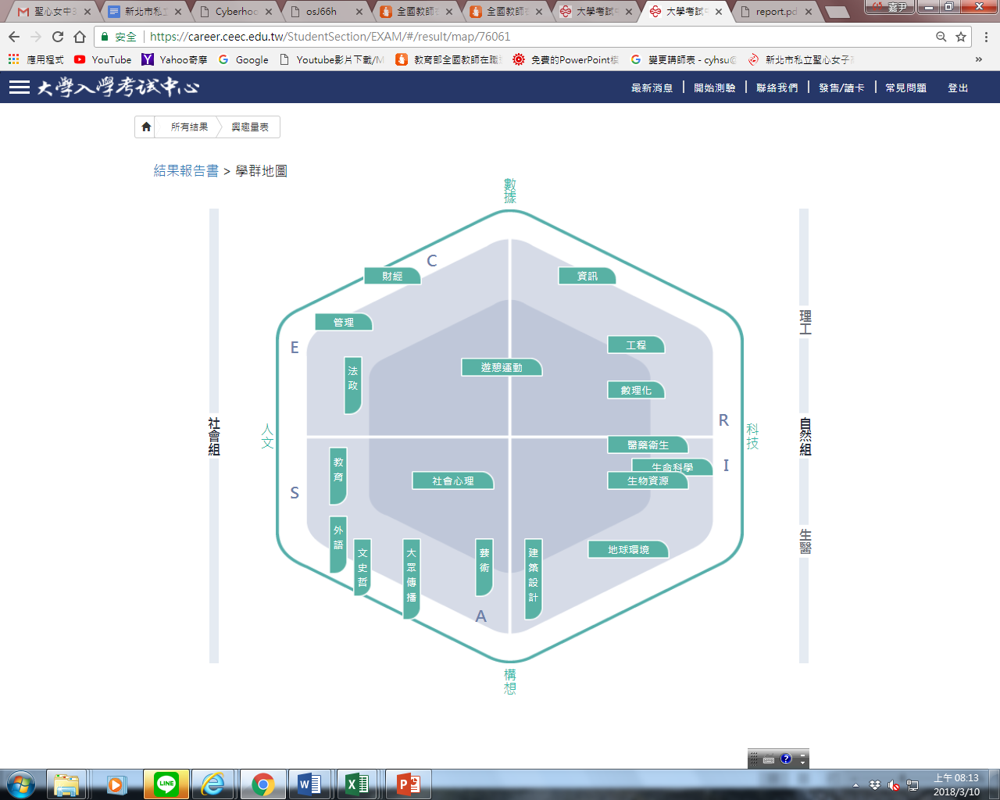 聖心女中3
新北市私立
Cyberhoo
osJ66h
全國教師在
全國教師在
大學考試中
大學考試中
report.pd
嘉尹
安全
https://career.ceec.edu.tw/StudentSection/EXAM/#/result/map/76061
應用程式
YouTube
Yahoo奇摩
Google
Youtube影片下載/M
教育部全國教師在職
免費的PowerPoint模
變更講師表 - cyhsu@
新北市私立聖心女子高
»
大學入學考試中心
最新消息
開始測驗
聯絡我們
發售/讀卡
常見問題
登出
所有結果
興趣量表
結果報告書 > 學群地圖
數據
C
財經
資訊
管理
理工
E
工程
法政
遊憩運動
數理化
R
社會組
人文
科技
自然組
醫藥衛生
教育
生命科學
I
社會心理
生物資源
S
外語
生醫
文史哲
大眾傳播
藝術
建築設計
地球環境
A
構想
LINE
上午 08:13
2018/3/10